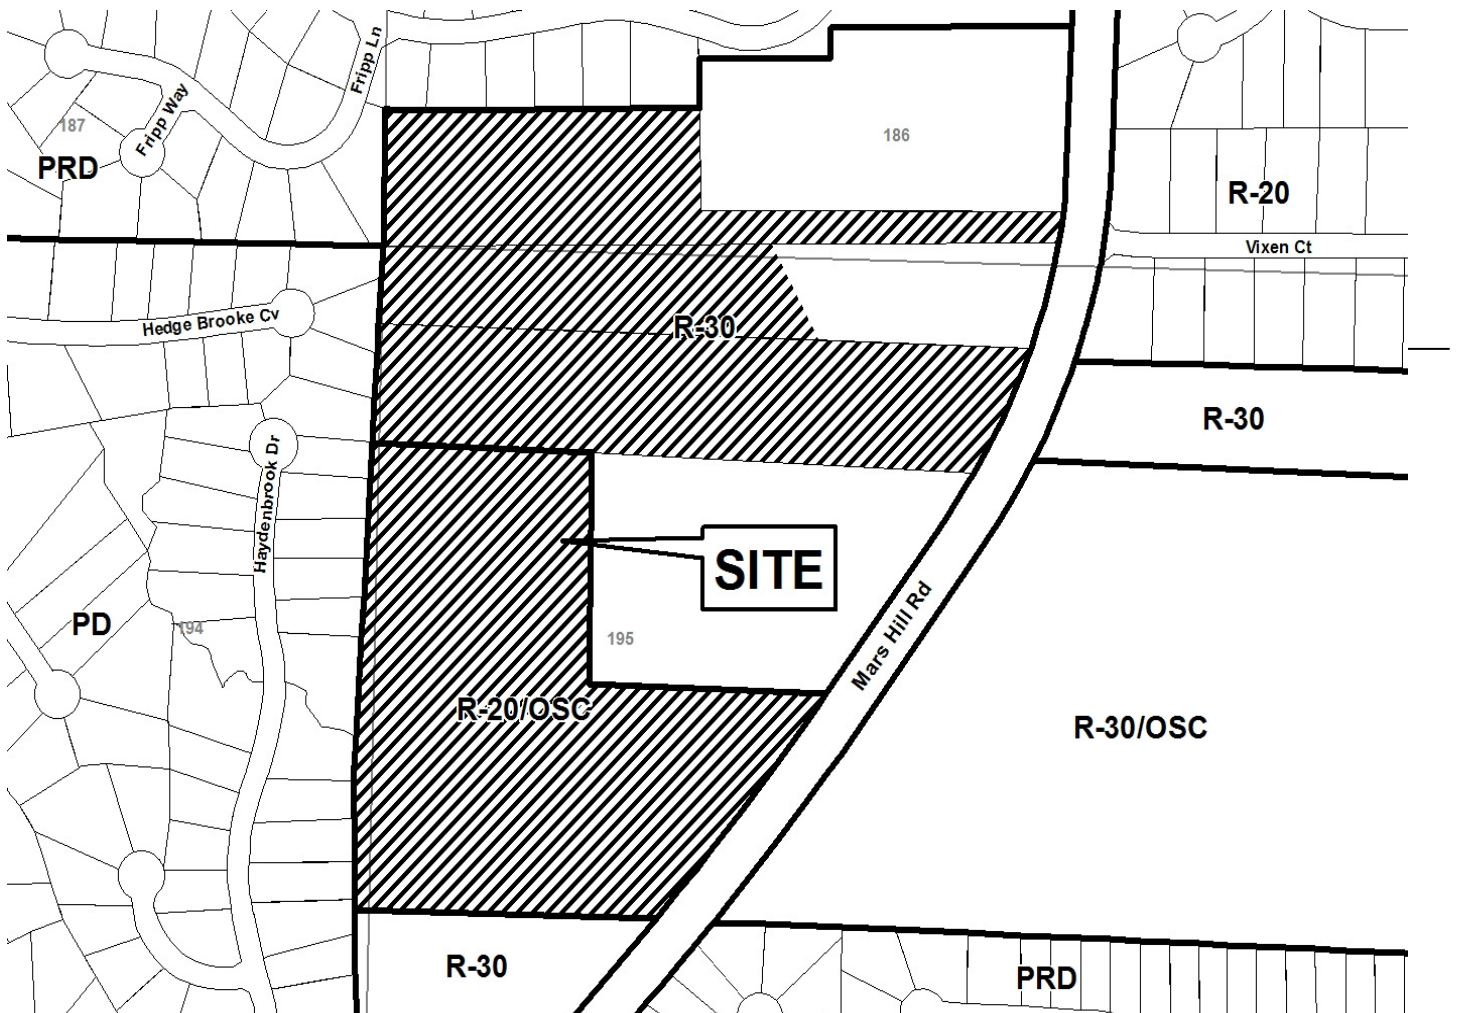 Fripp Ln
Fripp Way
187
PRD
186
R-20
Vixen Ct
Hedge Brooke Cv
R-30
R-30
Haydenbrook Dr
SITE
PD
194
195
Mars Hill Rd
R-20/OSC
R-30/OSC
R-30
PRD